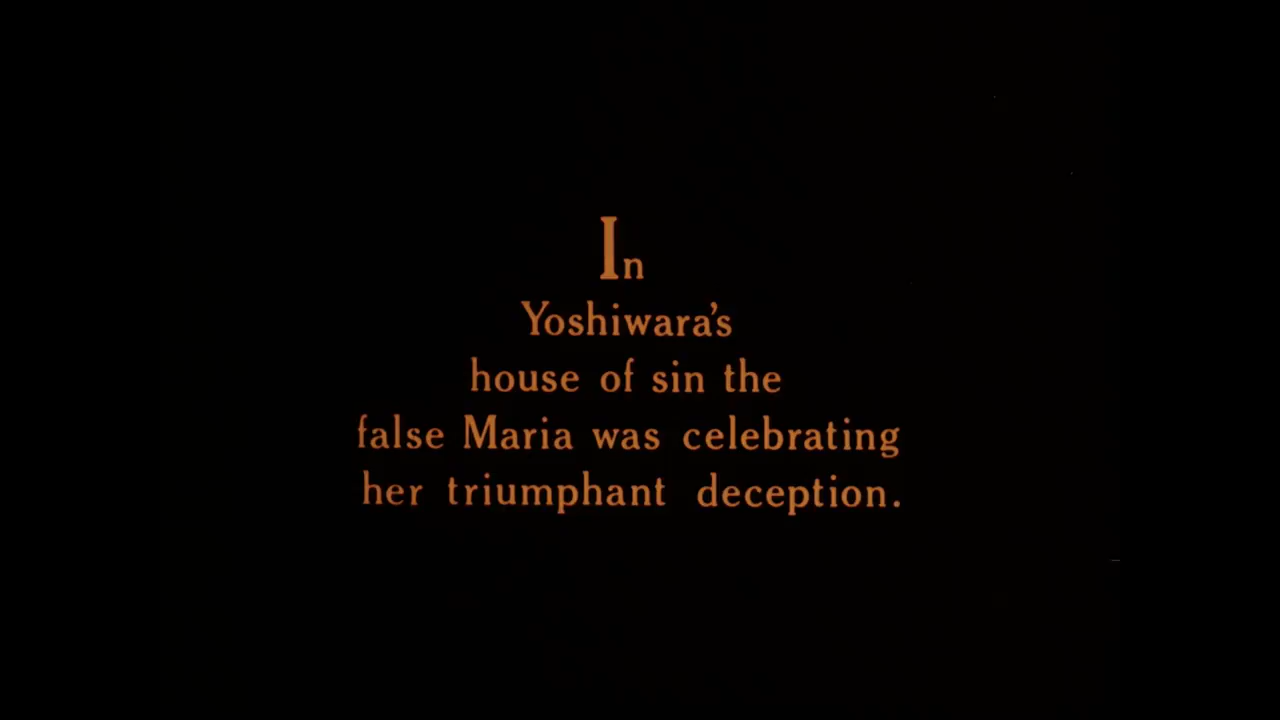 In
Yoshiwara's
house of sin the
false Maria was celebrating
her triumphant deception.